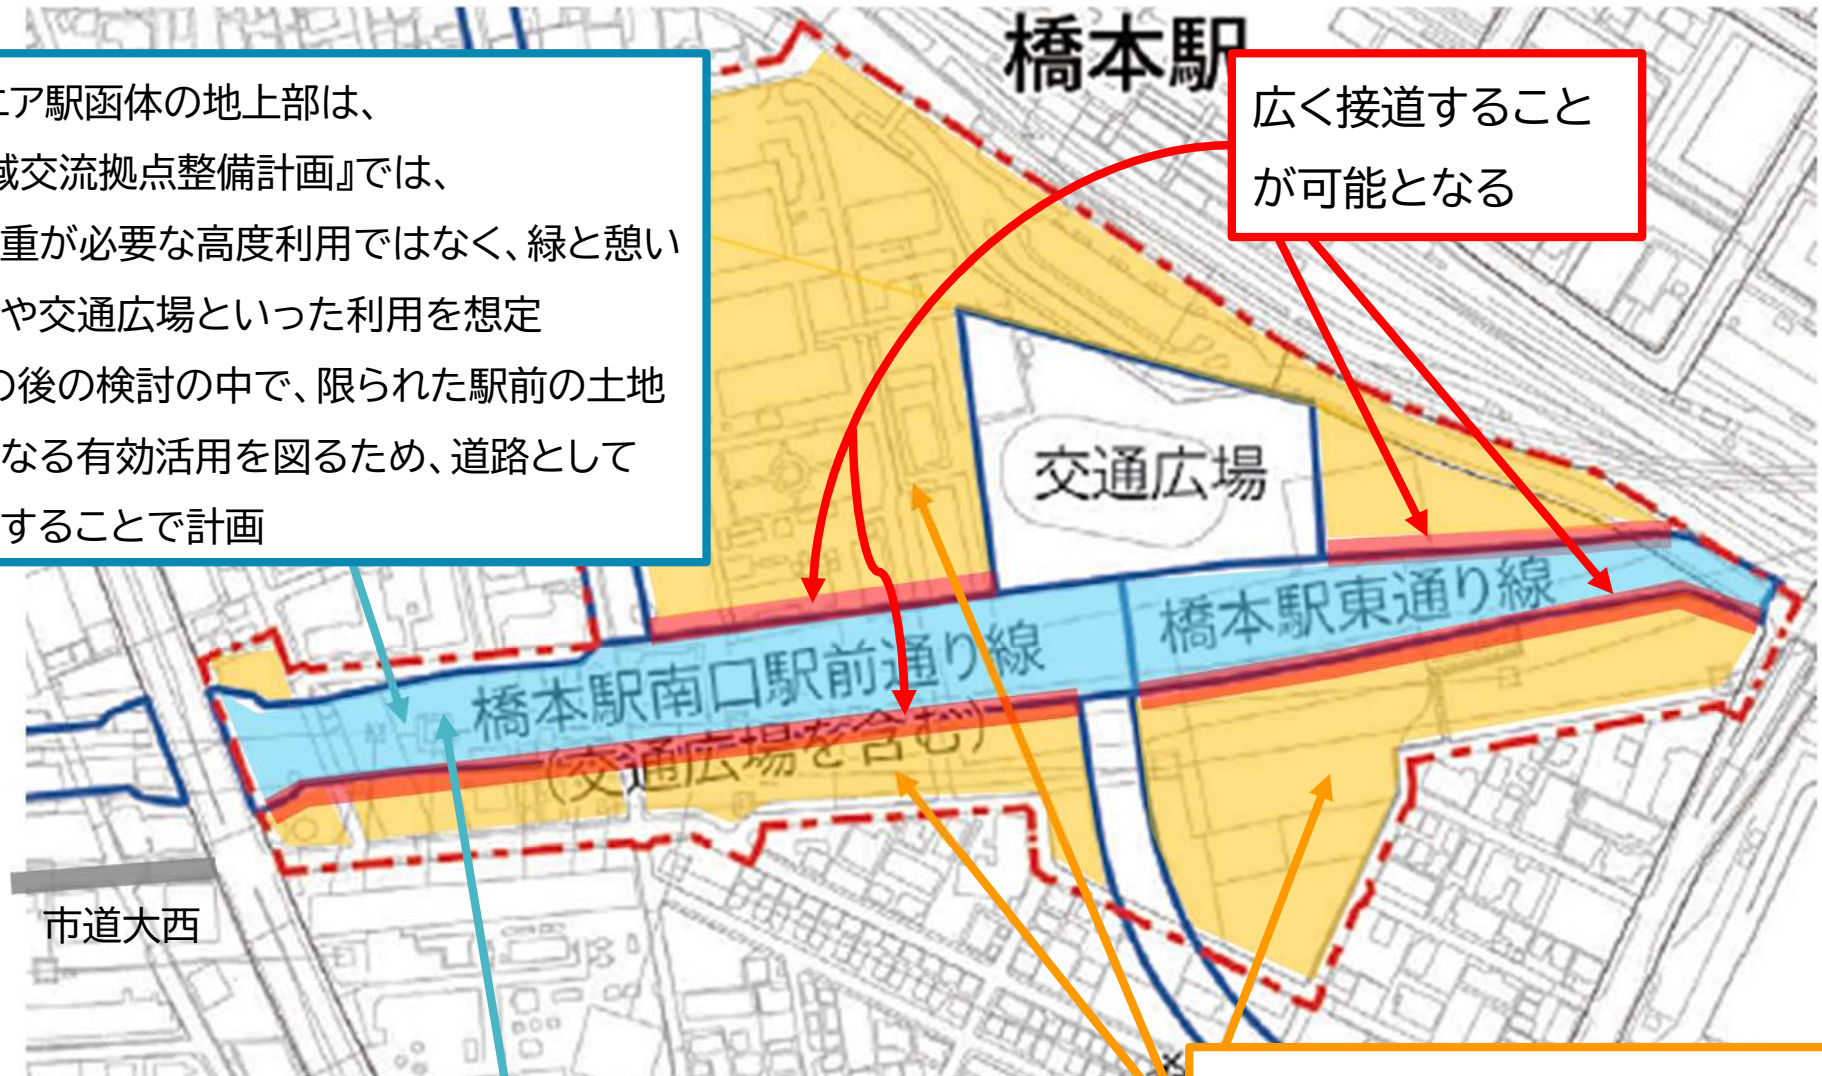 橋本駅
ニア駅函体の地上部は、
域交流拠点整備計画』では、
重が必要な高度利用ではなく、緑と憩い
や交通広場といった利用を想定
の後の検討の中で、限られた駅前の土地
なる有効活用を図るため、道路として
することで計画
広く接道すること
が可能となる
交通広場
橋本駅東通り線
橋本駅南口駅前通り線
(交通広場を含む)
市道大西